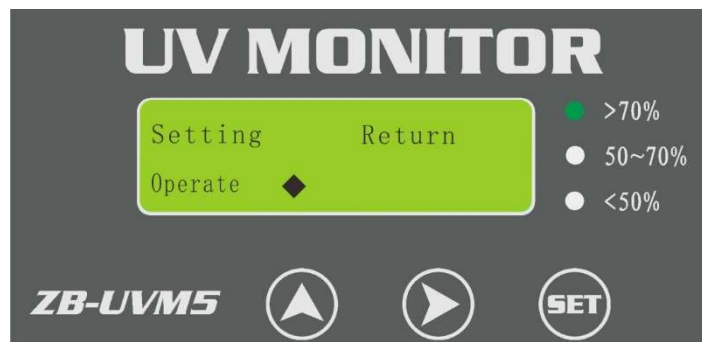 UV MONITOR
Setting Return
Operate
>70%
50~70%
<50%
ZB-UVM5
SET